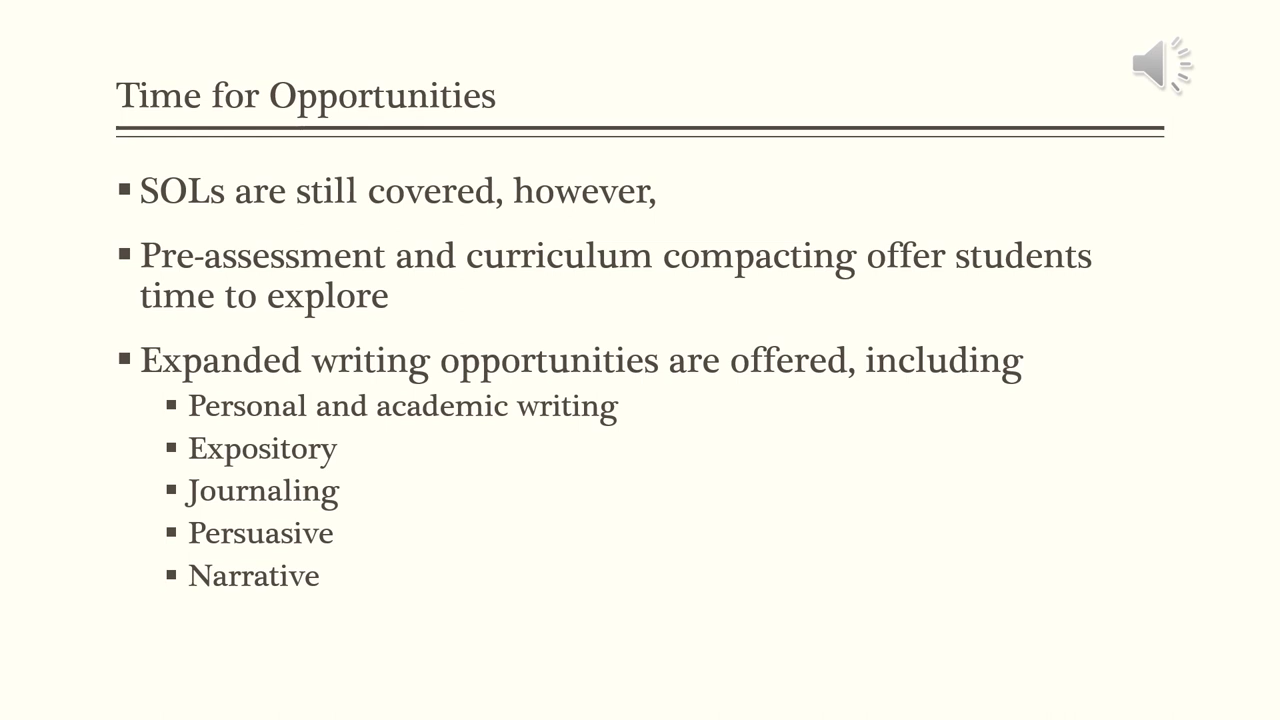 Time for Opportunities
▪ SOLs are still covered, however,
▪ Pre-assessment and curriculum compacting offer students
time to explore
▪ Expanded writing opportunities are offered, including
▪ Personal and academic writing
▪ Expository
▪ Journaling
▪ Persuasive
▪ Narrative